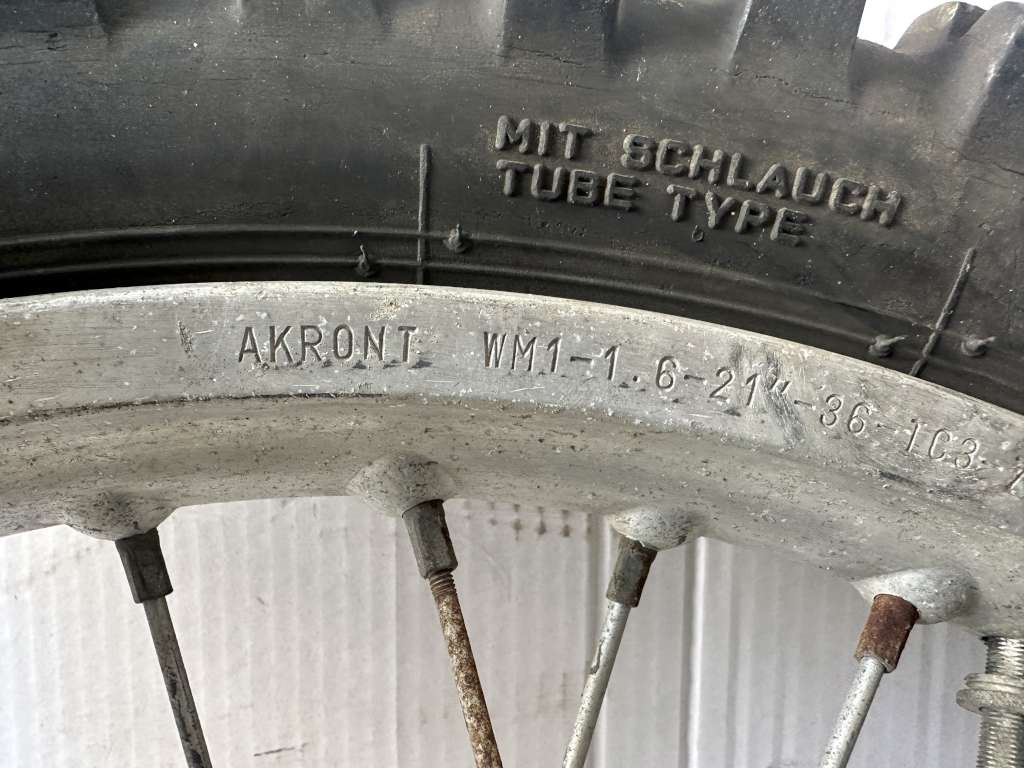 MIT SCHLAUCH
TUBE TYPE
AKRONT WM1-1.6-21"-36-1C3-